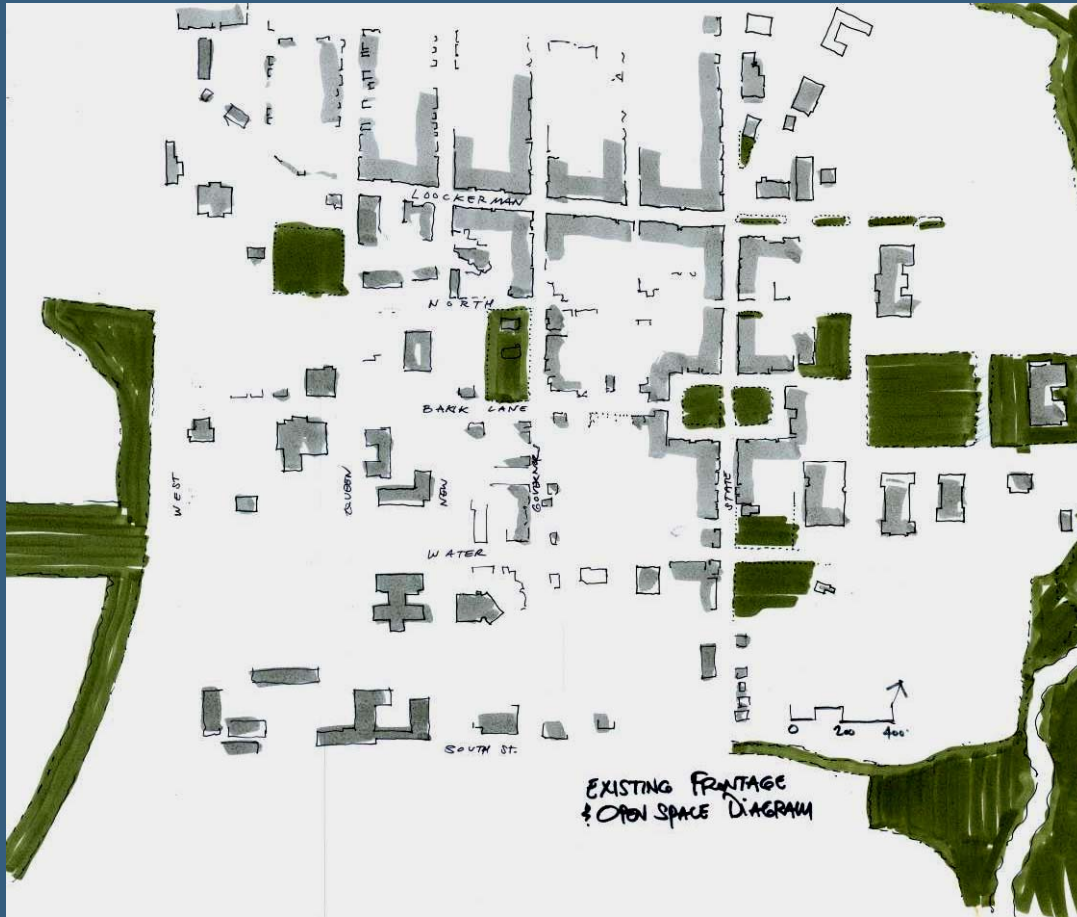 LOOCKERMAN
NORTH
BANK LANE
WEST
QUEEN
NEW
GOVERNORS
STATE
WATER
0 200 400'
SOUTH ST.
EXISTING FRONTAGE
& OPEN SPACE DIAGRAM